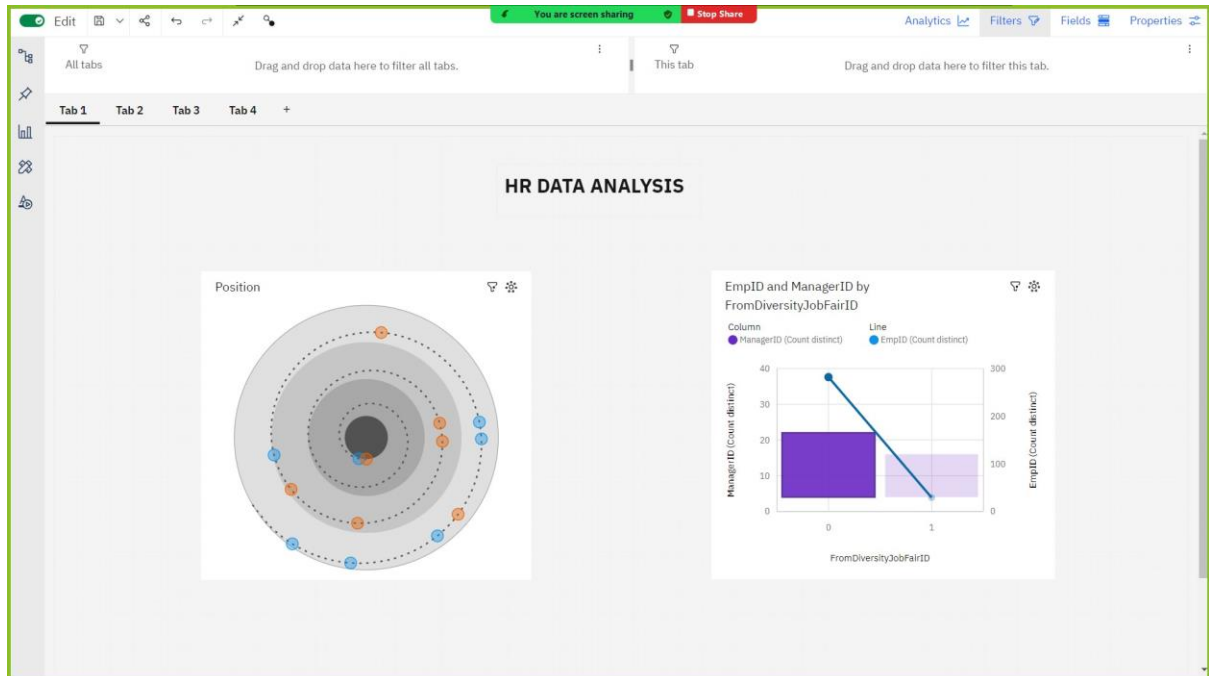 Edit
You are screen sharing
Stop Share
Analytics
Filters
Fields
Properties
All tabs
Drag and drop data here to filter all tabs.
This tab
Drag and drop data here to filter this tab.
Tab 1 Tab 2 Tab 3 Tab 4 +
HR DATA ANALYSIS
Position
EmpID and ManagerID by
FromDiversityJobFairID
Column
ManagerID (Count distinct)
Line
EmpID (Count distinct)
ManagerID (Count distinct)
40
30
20
10
0
300
200
100
0
EmpID (Count distinct)
0 1
FromDiversityJobFairID